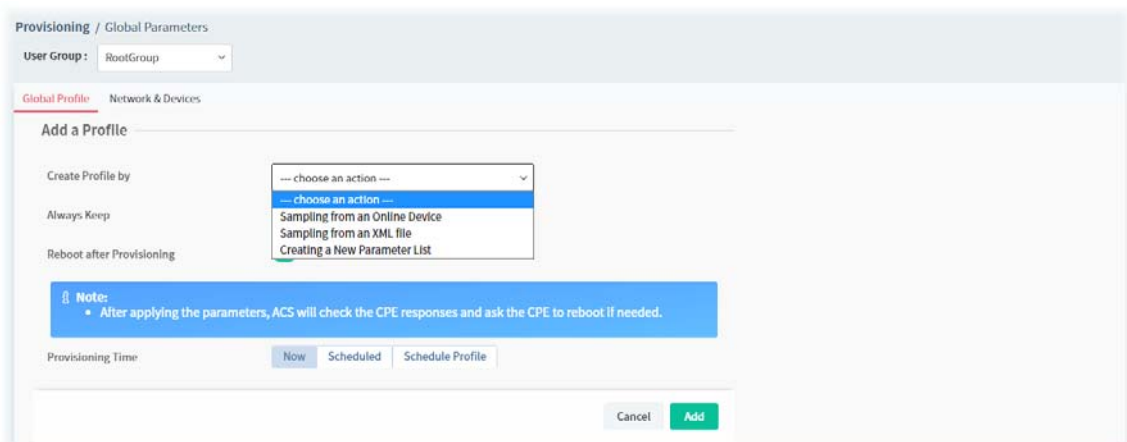 Provisioning / Global Parameters
User Group : RootGroup
Global Profile Network & Devices
Add a Profile
Create Profile by --- choose an action ---
--- choose an action ---
Always Keep Sampling from an Online Device
Sampling from an XML file
Reboot after Provisioning Creating a New Parameter List
Note:
• After applying the parameters, ACS will check the CPE responses and ask the CPE to reboot if needed.
Provisioning Time Now Scheduled Schedule Profile
Cancel Add